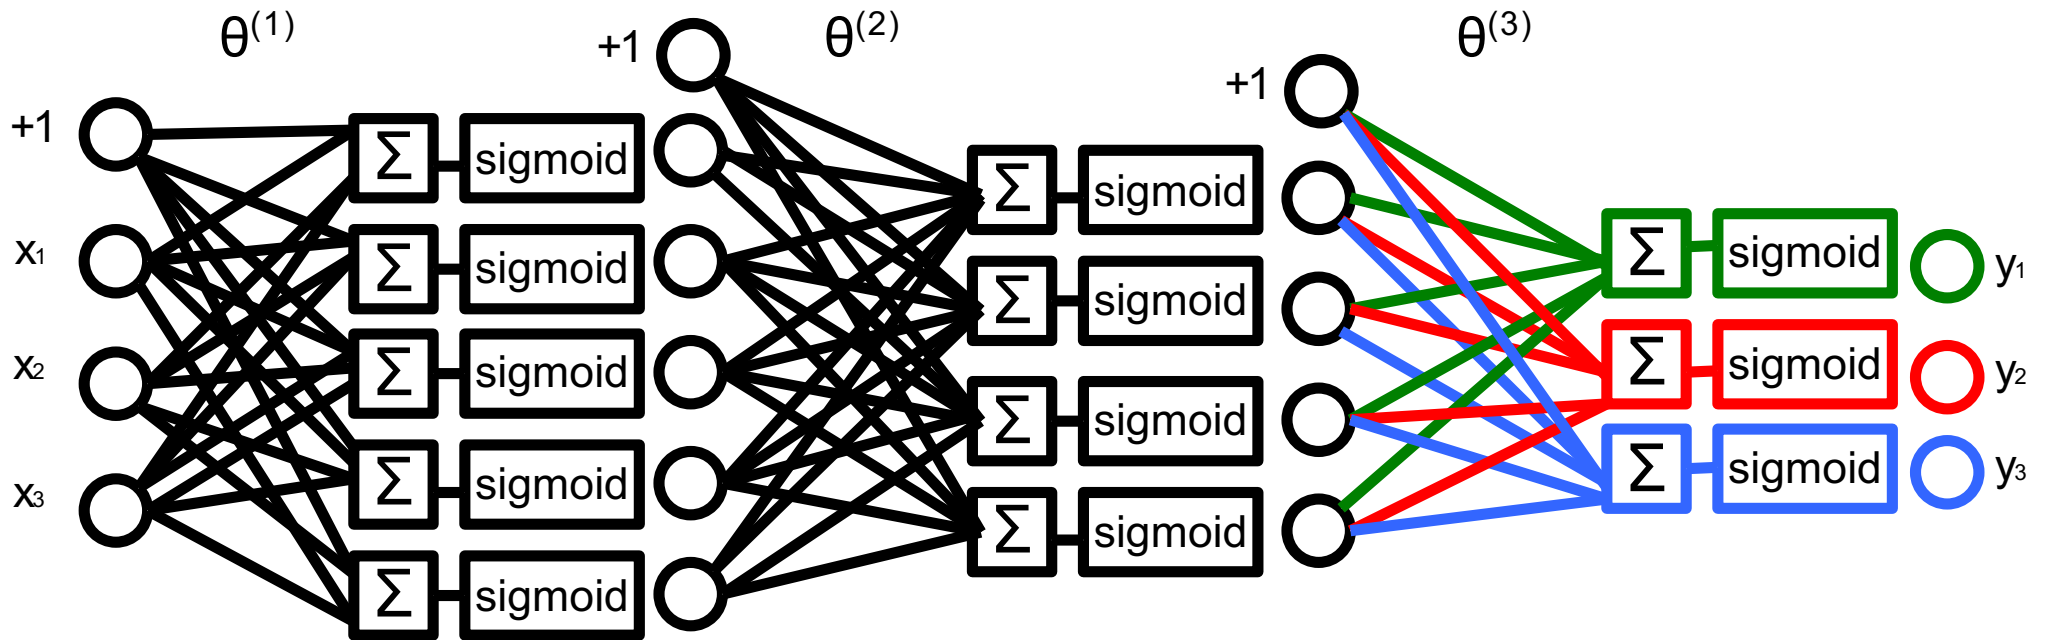 θ(1)
+1
θ(2)
+1
θ(3)
+1
x1
x2
x3
Σ sigmoid
Σ sigmoid
Σ sigmoid
Σ sigmoid
Σ sigmoid
Σ sigmoid
Σ sigmoid
Σ sigmoid
Σ sigmoid
Σ sigmoid y1
Σ sigmoid y2
Σ sigmoid y3